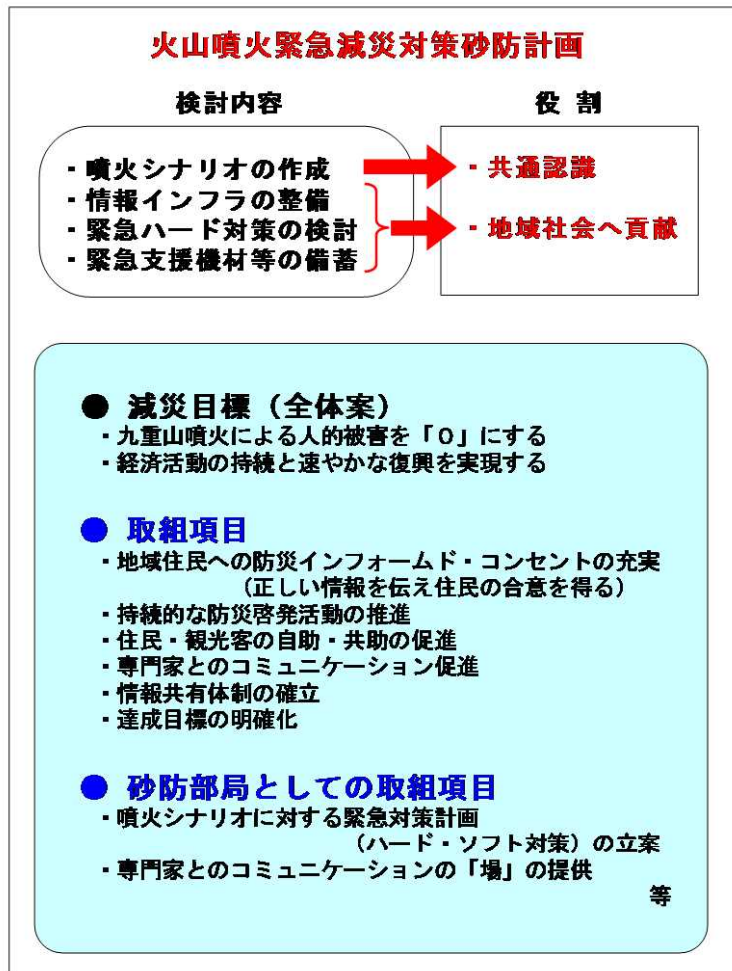 火山噴火緊急減災対策砂防計画
検討内容
役 割
・噴火シナリオの作成
・情報インフラの整備
・緊急ハード対策の検討
・緊急支援機材等の備蓄
・共通認識
・地域社会へ貢献
● 減災目標（全体案）
・九重山噴火による人的被害を「０」にする
・経済活動の持続と速やかな復興を実現する
● 取組項目
・地域住民への防災インフォームド・コンセントの充実
（正しい情報を伝え住民の合意を得る）
・持続的な防災啓発活動の推進
・住民・観光客の自助・共助の促進
・専門家とのコミュニケーション促進
・情報共有体制の確立
・達成目標の明確化
● 砂防部局としての取組項目
・噴火シナリオに対する緊急対策計画
（ハード・ソフト対策）の立案
・専門家とのコミュニケーションの「場」の提供
等